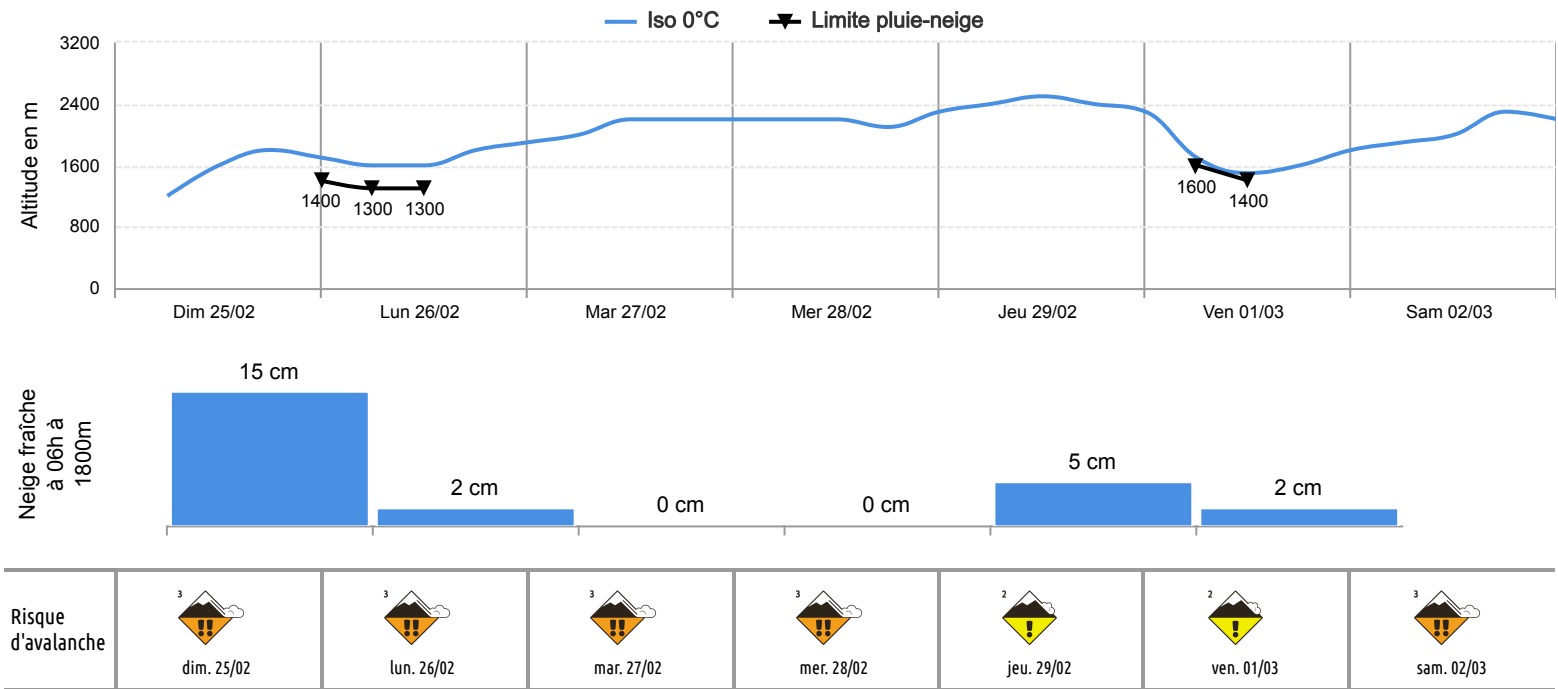 Iso 0°C
Limite pluie-neige
Altitude en m
3200
2400
1600
800
0
1400
1300
1300
1600
1400
Dim 25/02
Lun 26/02
Mar 27/02
Mer 28/02
Jeu 29/02
Ven 01/03
Sam 02/03
Neige fraîche
à 06h à
1800m
15 cm
2 cm
0 cm
0 cm
5 cm
2 cm
Risque
d'avalanche
3
!!
dim. 25/02
3
!!
lun. 26/02
3
!!
mar. 27/02
3
!!
mer. 28/02
2
!
jeu. 29/02
2
!
ven. 01/03
3
!!
sam. 02/03